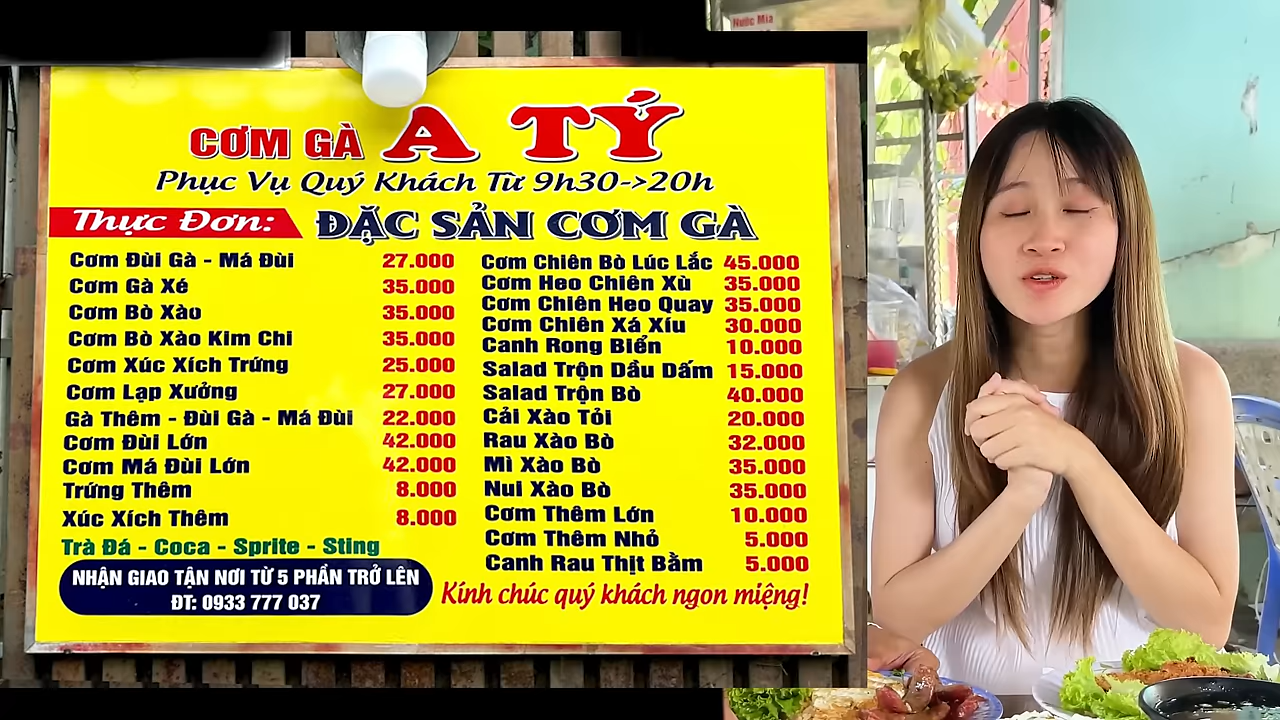 Nước Mía
CƠM GÀ A TÝ
Phục Vụ Quý Khách Từ 9h30->20h
Thực Đơn: ĐẶC SẢN CƠM GÀ
Cơm Đùi Gà - Má Đùi 27.000
Cơm Gà Xé 35.000
Cơm Bò Xào 35.000
Cơm Bò Xào Kim Chi 35.000
Cơm Xúc Xích Trứng 25.000
Cơm Lạp Xưởng 27.000
Gà Thêm - Đùi Gà - Má Đùi 22.000
Cơm Đùi Lớn 42.000
Cơm Má Đùi Lớn 42.000
Trứng Thêm 8.000
Xúc Xích Thêm 8.000
Trà Đá - Coca - Sprite - Sting
NHẬN GIAO TẬN NƠI TỪ 5 PHẦN TRỞ LÊN
ĐT: 0933 777 037
Cơm Chiên Bò Lúc Lắc 45.000
Cơm Heo Chiên Xù 35.000
Cơm Chiên Heo Quay 35.000
Cơm Chiên Xá Xíu 30.000
Canh Rong Biển 10.000
Salad Trộn Dầu Dấm 15.000
Salad Trộn Bò 40.000
Cải Xào Tỏi 20.000
Rau Xào Bò 32.000
Mì Xào Bò 35.000
Nui Xào Bò 35.000
Cơm Thêm Lớn 10.000
Cơm Thêm Nhỏ 5.000
Canh Rau Thịt Bằm 5.000
Kính chúc quý khách ngon miệng!